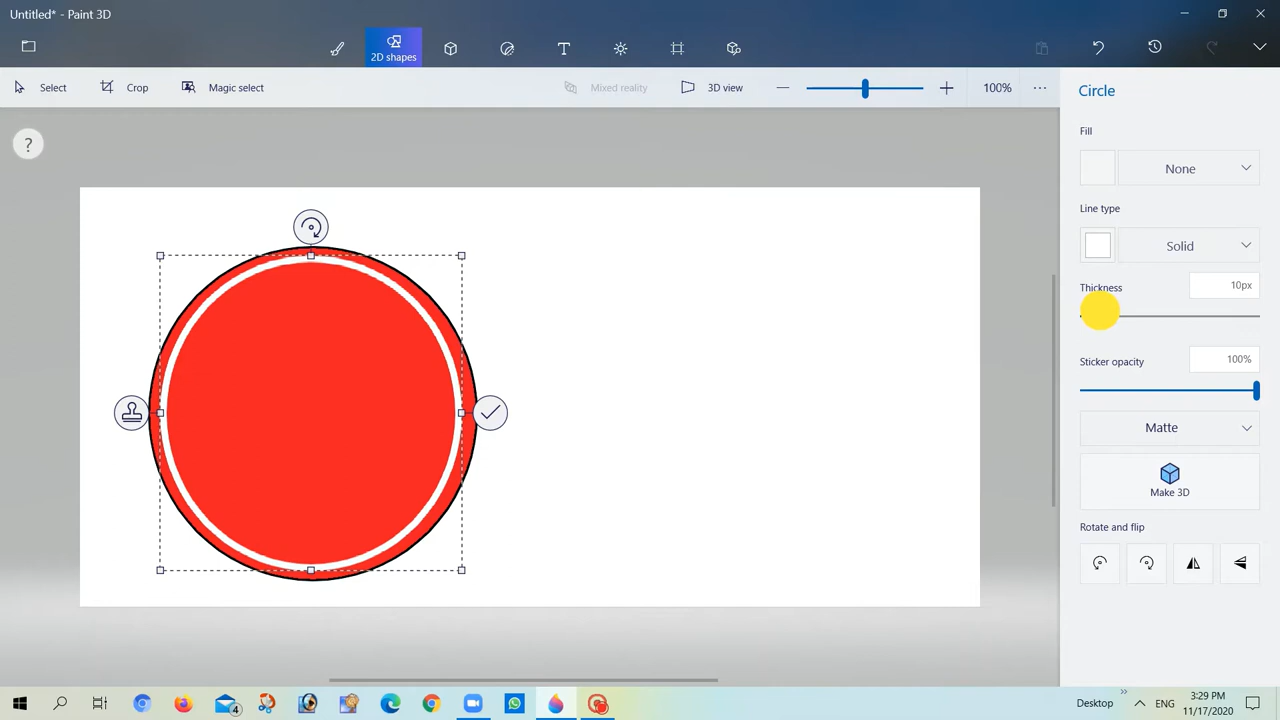 Untitled* - Paint 3D
2D shapes
Select
Crop
Magic select
Mixed reality
3D view
100%
Circle
?
Fill
None
Line type
Solid
Thickness
10px
Sticker opacity
100%
Matte
Make 3D
Rotate and flip
4
Desktop
ENG
3:29 PM
11/17/2020